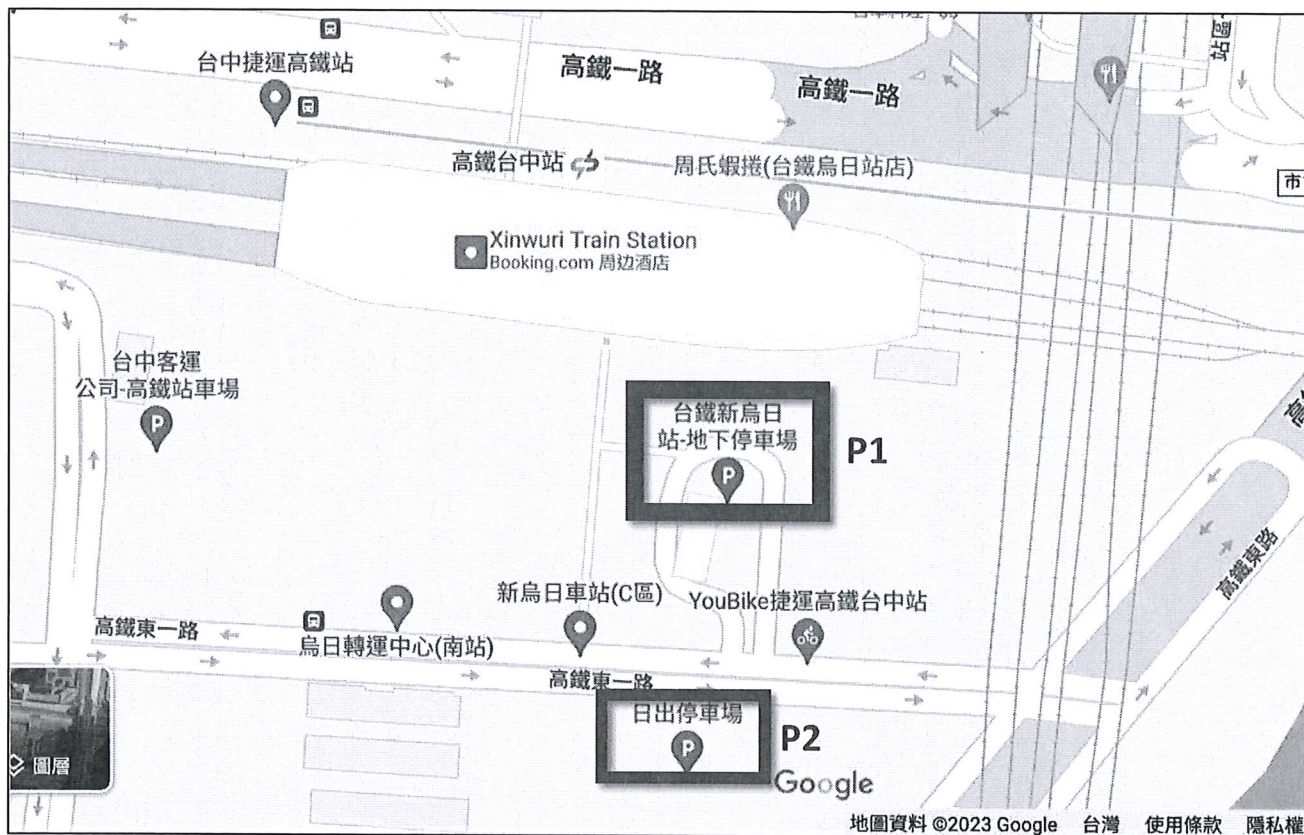 台中捷運高鐵站
高鐵一路
高鐵一路
站區
高鐵台中站
周氏蝦捲(台鐵烏日站店)
市
Xinwuri Train Station
Booking.com 周边酒店
台中客運
公司-高鐵站車場
P
台鐵新烏日
站-地下停車場
P
P1
高
高鐵東路
新烏日車站(C區)
YouBike捷運高鐵台中站
高鐵東一路
烏日轉運中心(南站)
高鐵東一路
日出停車場
P
P2
圖層
Google
地圖資料 ©2023 Google 台灣 使用條款 隱私權